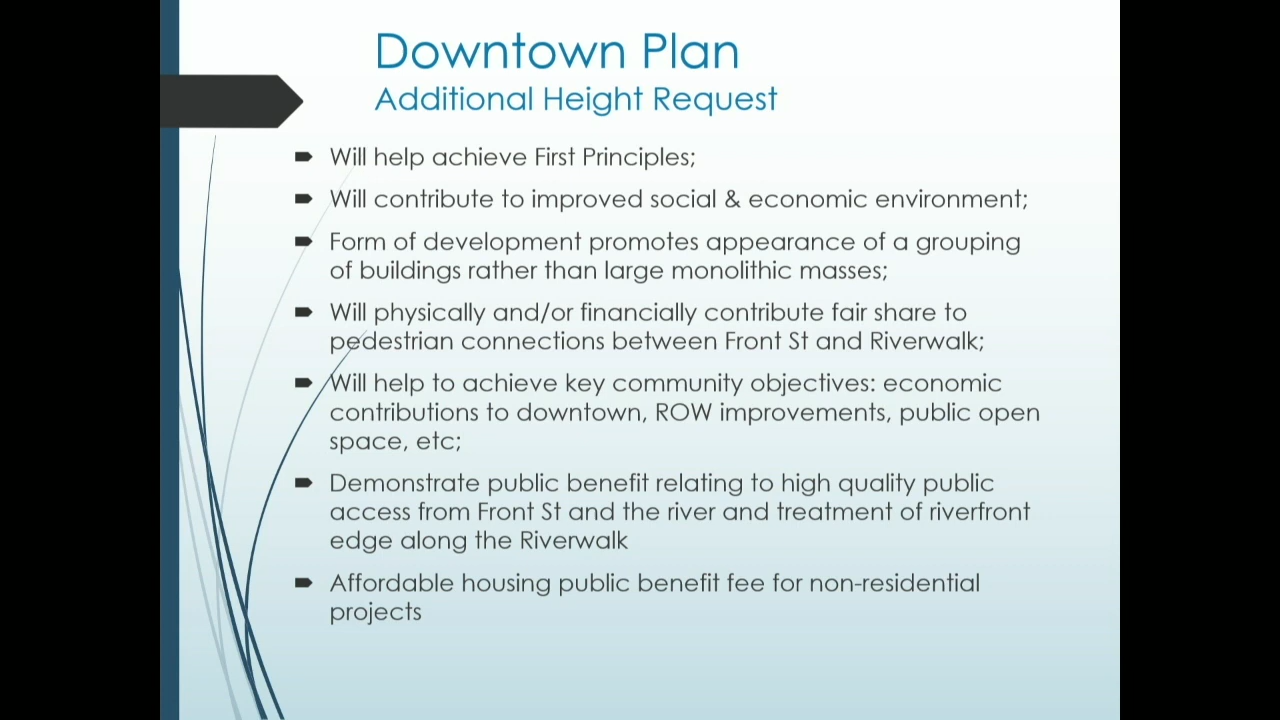 Downtown Plan
Additional Height Request
Will help achieve First Principles;
Will contribute to improved social & economic environment;
Form of development promotes appearance of a grouping
of buildings rather than large monolithic masses;
Will physically and/or financially contribute fair share to
pedestrian connections between Front St and Riverwalk;
Will help to achieve key community objectives: economic
contributions to downtown, ROW improvements, public open
space, etc;
Demonstrate public benefit relating to high quality public
access from Front St and the river and treatment of riverfront
edge along the Riverwalk
Affordable housing public benefit fee for non-residential
projects